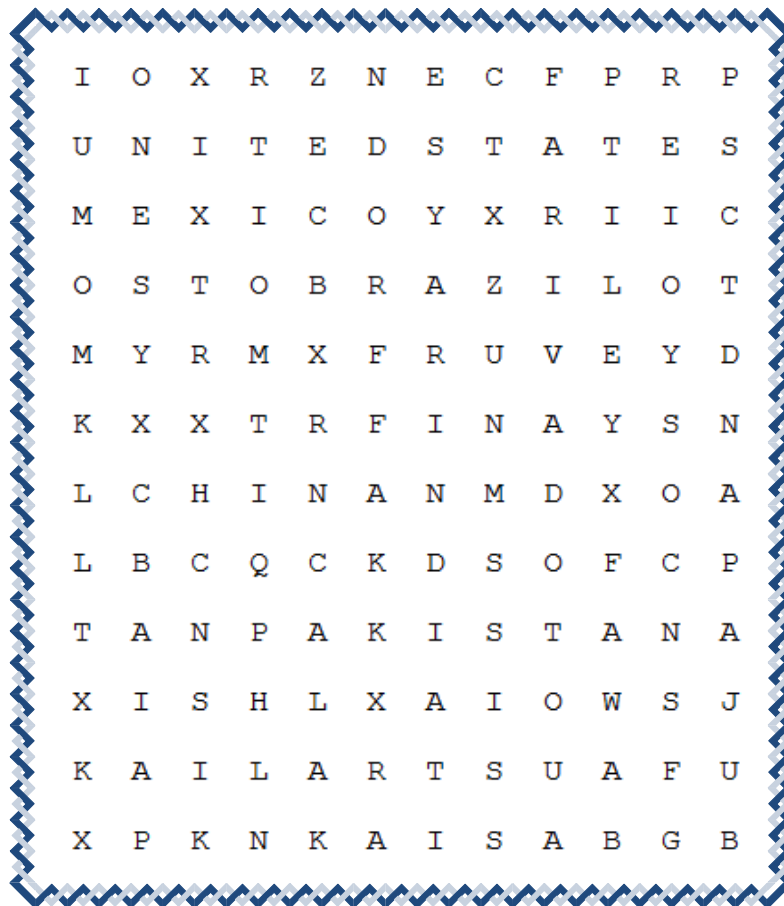 I O X R Z N E C F P R P
U N I T E D S T A T E S
M E X I C O Y X R I I C
O S T O B R A Z I L O T
M Y R M X F R U V E Y D
K X X T R F I N A Y S N
L C H I N A N M D X O A
L B C Q C K D S O F C P
T A N P A K I S T A N A
X I S H L X A I O W S J
K A I L A R T S U A F U
X P K N K A I S A B G B